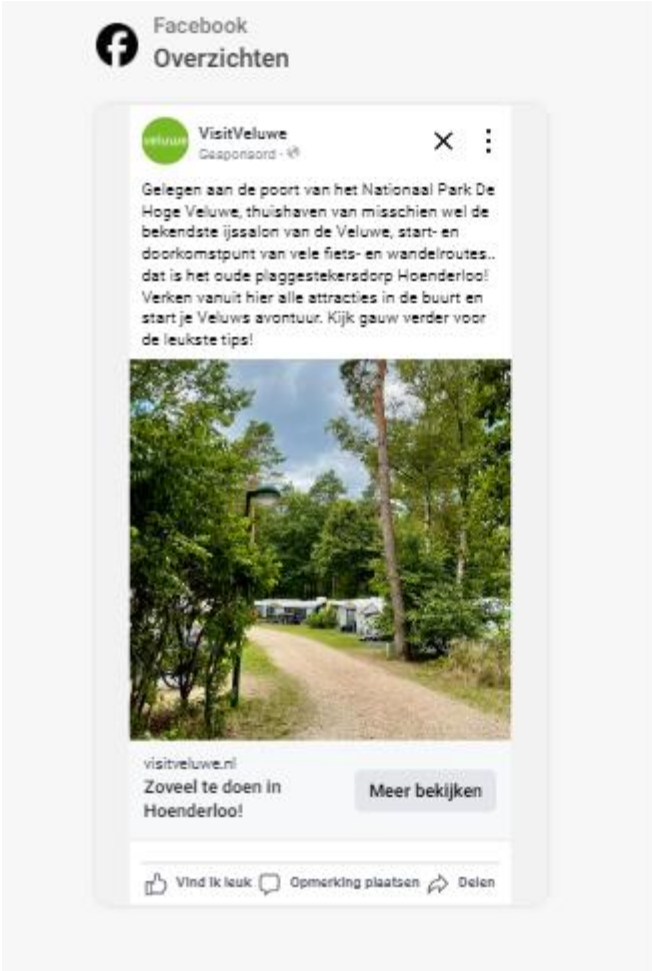 Facebook
Overzichten
veluwe
VisitVeluwe
Gesponsord ·
Gelegen aan de poort van het Nationaal Park De
Hoge Veluwe, thuishaven van misschien wel de
bekendste ijssalon van de Veluwe, start- en
doorkomstpunt van vele fiets- en wandelroutes..
dat is het oude plaggestekersdorp Hoenderloo!
Verken vanuit hier alle attracties in de buurt en
start je Veluws avontuur. Kijk gauw verder voor
de leukste tips!
visitveluwe.nl
Zoveel te doen in
Hoenderloo!
Meer bekijken
Vind ik leuk Opmerking plaatsen Delen